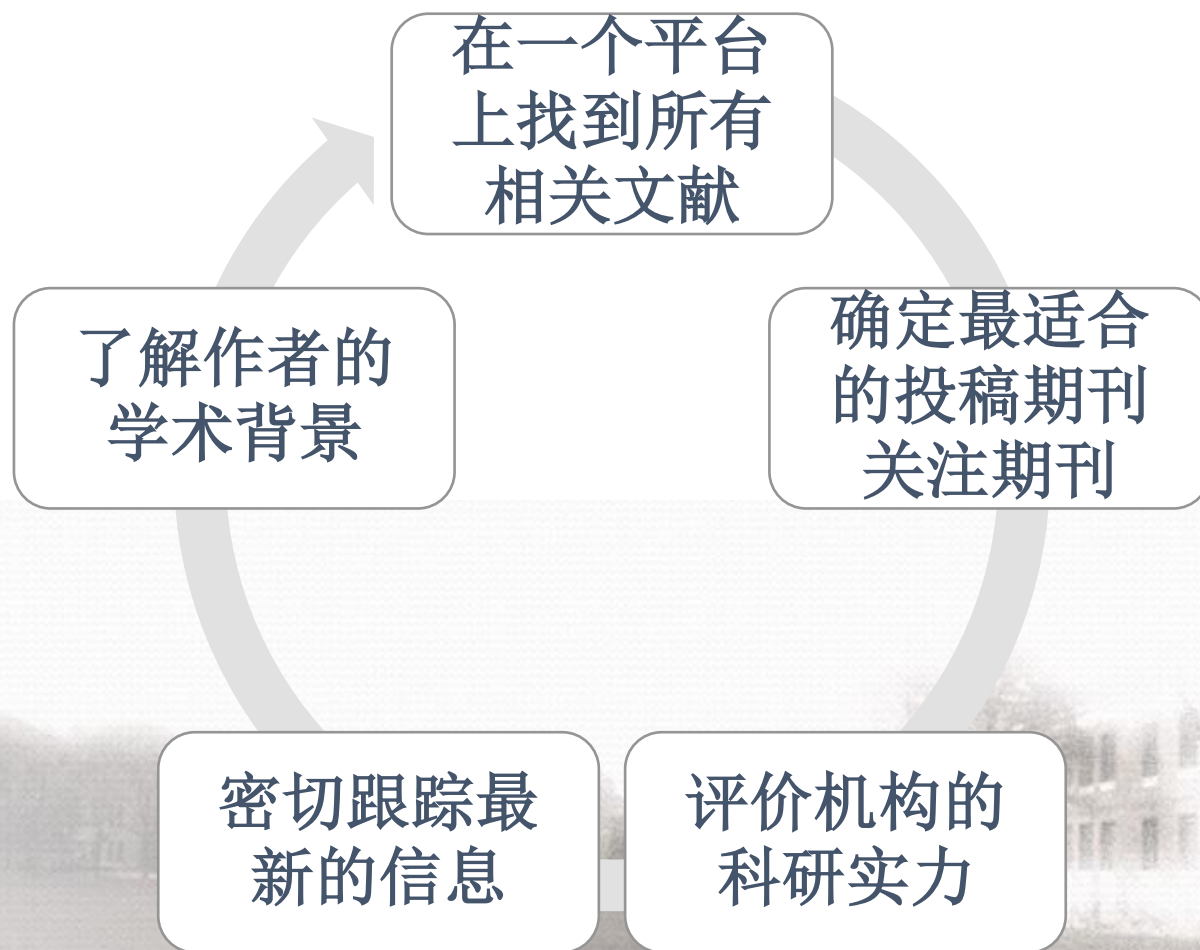 在一个平台
上找到所有
相关文献
确定最适合
的投稿期刊
关注期刊
评价机构的
科研实力
密切跟踪最
新的信息
了解作者的
学术背景